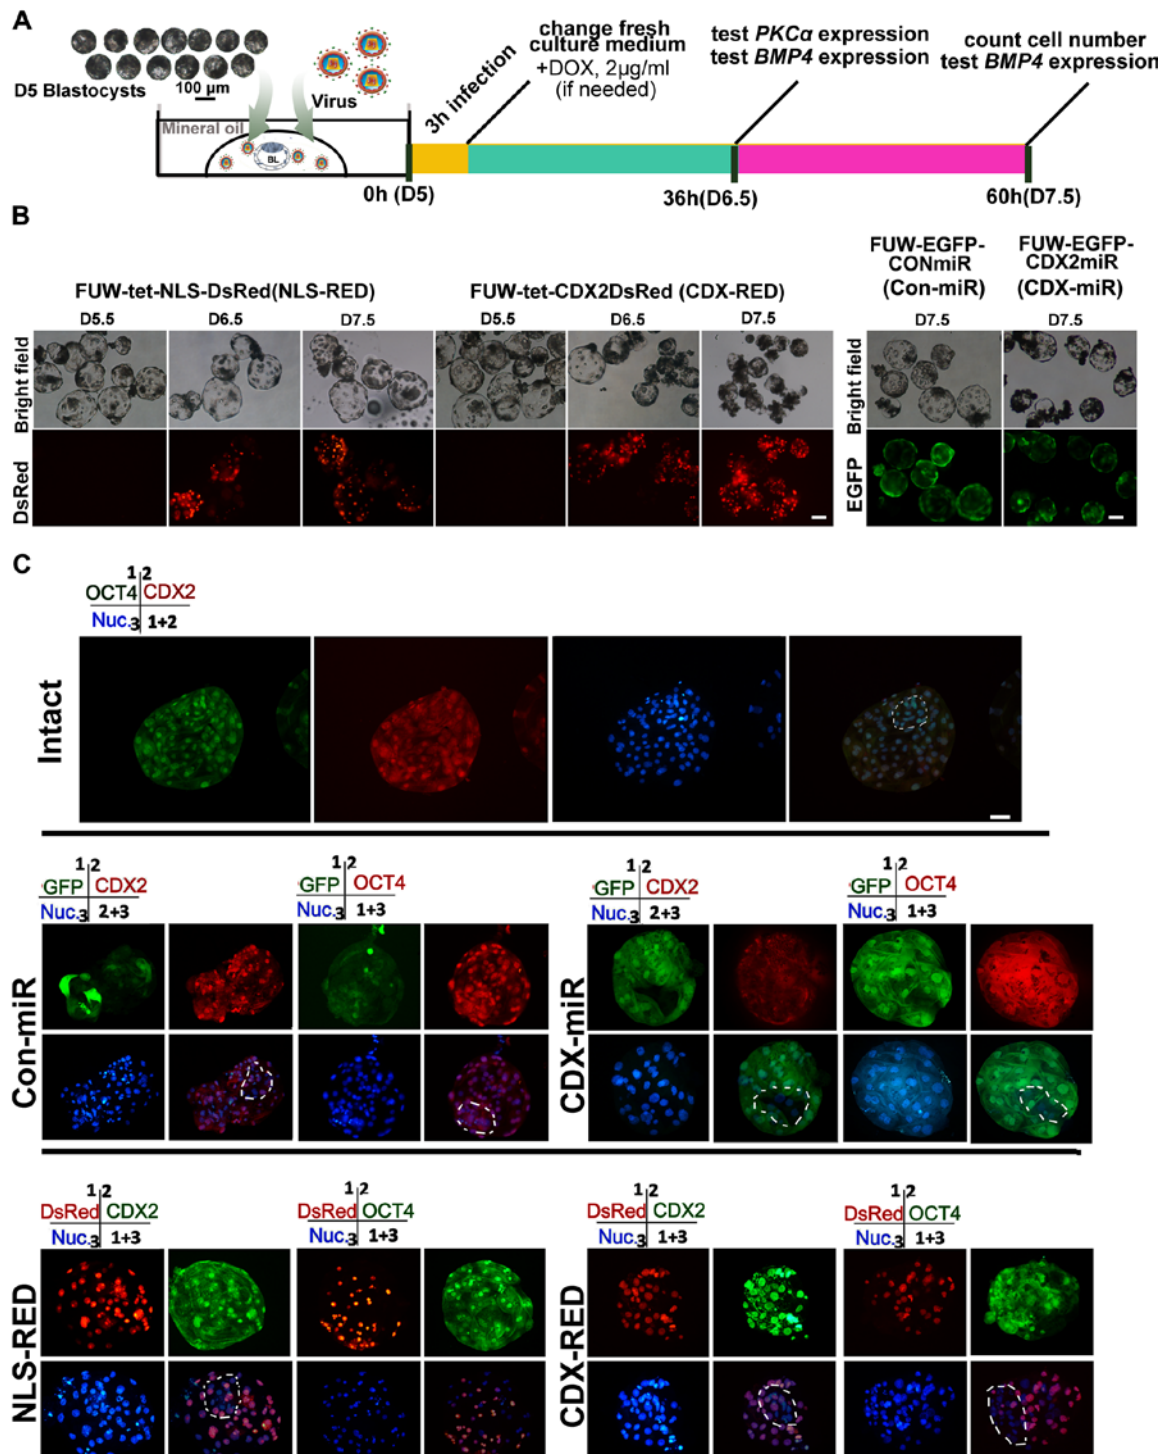 A
D5 Blastocysts
100 µm
Virus
Mineral oil
BL
3h infection
change fresh
culture medium
+DOX, 2µg/ml
(if needed)
test PKCα expression
test BMP4 expression
count cell number
test BMP4 expression
0h (D5)
36h(D6.5)
60h(D7.5)
B
FUW-tet-NLS-DsRed(NLS-RED)
FUW-tet-CDX2DsRed (CDX-RED)
FUW-EGFP-
CONmiR
(Con-miR)
FUW-EGFP-
CDX2miR
(CDX-miR)
D5.5 D6.5 D7.5 D5.5 D6.5 D7.5 D7.5 D7.5
Bright field
DsRed
Bright field
EGFP
C
1 2
OCT4 CDX2
Nuc. 3 1+2
Intact
1 2
GFP CDX2
Nuc. 3 2+3
1 2
GFP OCT4
Nuc. 3 1+3
1 2
GFP CDX2
Nuc. 3 2+3
1 2
GFP OCT4
Nuc. 3 1+3
Con-miR
CDX-miR
1 2
DsRed CDX2
Nuc. 3 1+3
1 2
DsRed OCT4
Nuc. 3 1+3
1 2
DsRed CDX2
Nuc. 3 1+3
1 2
DsRed OCT4
Nuc. 3 1+3
NLS-RED
CDX-RED